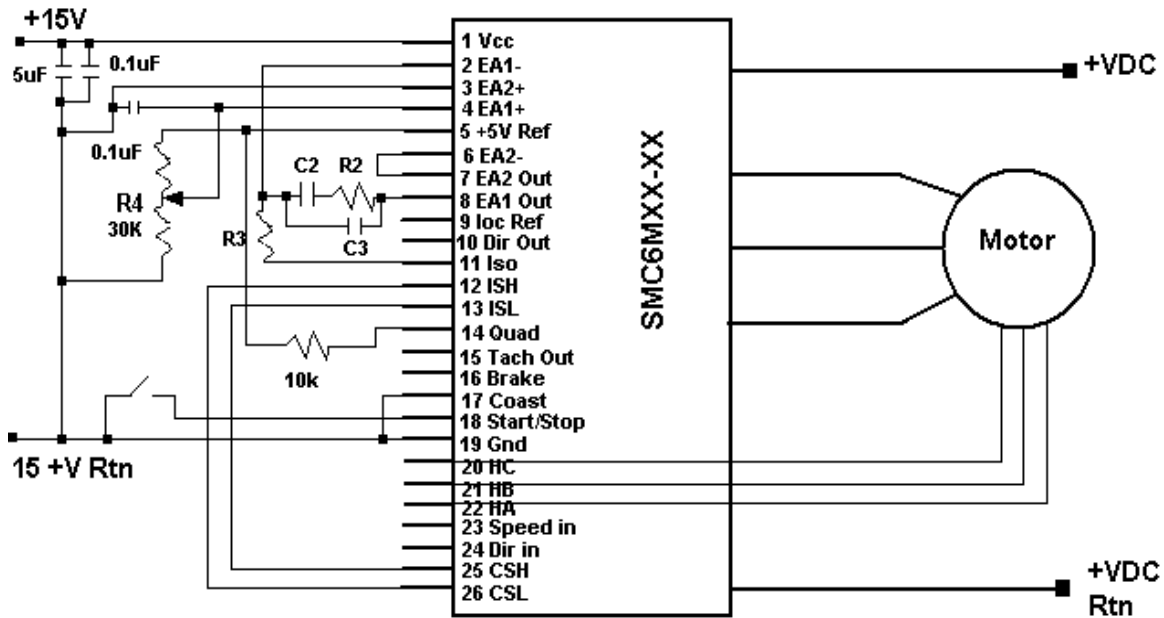 +15V
5uF
0.1uF
0.1uF
R4
30K
R3
C2
R2
C3
10k
15 +V Rtn
1 Vcc
2 EA1-
3 EA2+
4 EA1+
5 +5V Ref
6 EA2-
7 EA2 Out
8 EA1 Out
9 Ioc Ref
10 Dir Out
11 Iso
12 ISH
13 ISL
14 Quad
15 Tach Out
16 Brake
17 Coast
18 Start/Stop
19 Gnd
20 HC
21 HB
22 HA
23 Speed in
24 Dir in
25 CSH
26 CSL
SMC6MXX-XX
+VDC
Motor
+VDC
Rtn